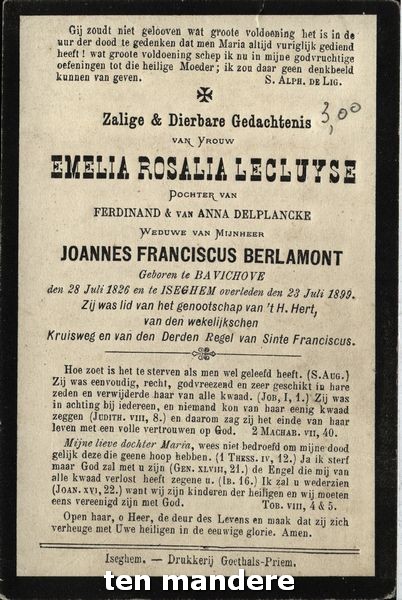 Gij zoudt niet gelooven wat groote voldoening het is in de
uur der dood te gedenken dat men Maria altijd vuriglijk gediend
heeft! wat groote voldoening schep ik nu in mijne godvruchtige
oefeningen tot die heilige Moeder; ik zou daar geen denkbeeld
kunnen van geven. S. Alph. de Lig.
3,00
Zalige & Dierbare Gedachtenis
van Vrouw
EMELIA ROSALIA LECLUYSE
Dochter van
FERDINAND & van ANNA DELPLANCKE
Weduwe van Mijnheer
JOANNES FRANCISCUS BERLAMONT
Geboren te BAVICHOVE
den 28 Juli 1826 en te ISEGHEM overleden den 23 Juli 1899.
Zij was lid van het genootschap van 't H. Hert,
van den wekelijkschen
Kruisweg en van den Derden Regel van Sinte Franciscus.
Hoe zoet is het te sterven als men wel geleefd heeft. (S. Aug.)
Zij was eenvoudig, recht, godvreezend en zeer geschikt in hare
zeden en verwijderde haar van alle kwaad. (Job, I, 1.) Zij was
in achting bij iedereen, en niemand kon van haar eenig kwaad
zeggen (Judith. viii, 8.) en daarom zag zij het einde van haar
leven met een volle vertrouwen op God. 2 Machab. vii, 40.
Mijne lieve dochter Maria, wees niet bedroefd om mijne dood
gelijk deze die geene hoop hebben. (1 Thess. iv, 12.) Ja ik sterf
maar God zal met u zijn (Gen. xlviii, 21.) de Engel die mij van
alle kwaad verlost heeft zegene u. (Ib. 16.) Ik zal u wederzien
(Joan. xvi, 22.) want wij zijn kinderen der heiligen en wij moeten
eens vereenigd zijn met God. Tob. viii, 4 & 5.
Open haar, o Heer, de deur des Levens en maak dat zij zich
verheuge met Uwe heiligen in de eeuwige glorie. Amen.
Iseghem. — Drukkerij Goethals-Priem.
ten mandere